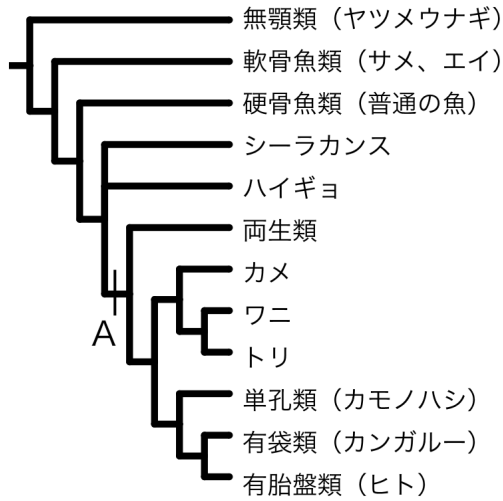 無顎類（ヤツメウナギ）
軟骨魚類（サメ、エイ）
硬骨魚類（普通の魚）
シーラカンス
ハイギョ
両生類
カメ
ワニ
A
トリ
単孔類（カモノハシ）
有袋類（カンガルー）
有胎盤類（ヒト）